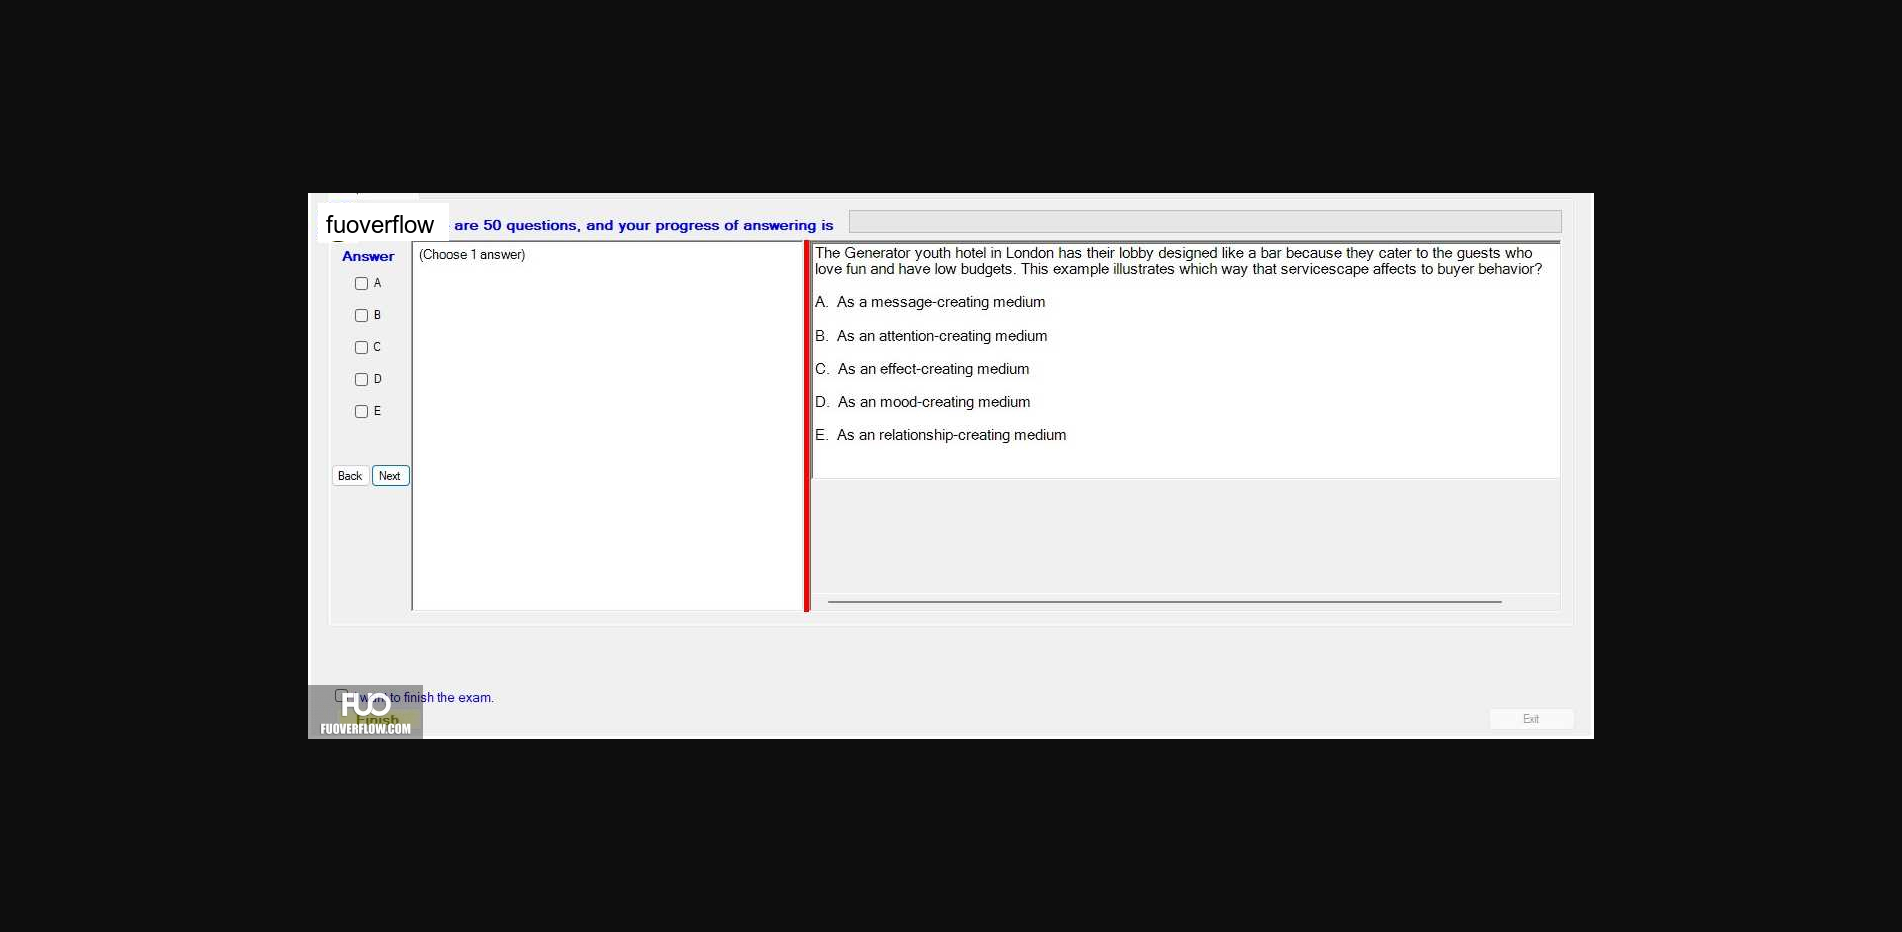 fuoverflow are 50 questions, and your progress of answering is
Answer
(Choose 1 answer)
A
B
C
D
E
Back Next
The Generator youth hotel in London has their lobby designed like a bar because they cater to the guests who
love fun and have low budgets. This example illustrates which way that servicescape affects to buyer behavior?
A. As a message-creating medium
B. As an attention-creating medium
C. As an effect-creating medium
D. As an mood-creating medium
E. As an relationship-creating medium
I want to finish the exam.
FUO
Finish
FUOVERFLOW.COM
Exit